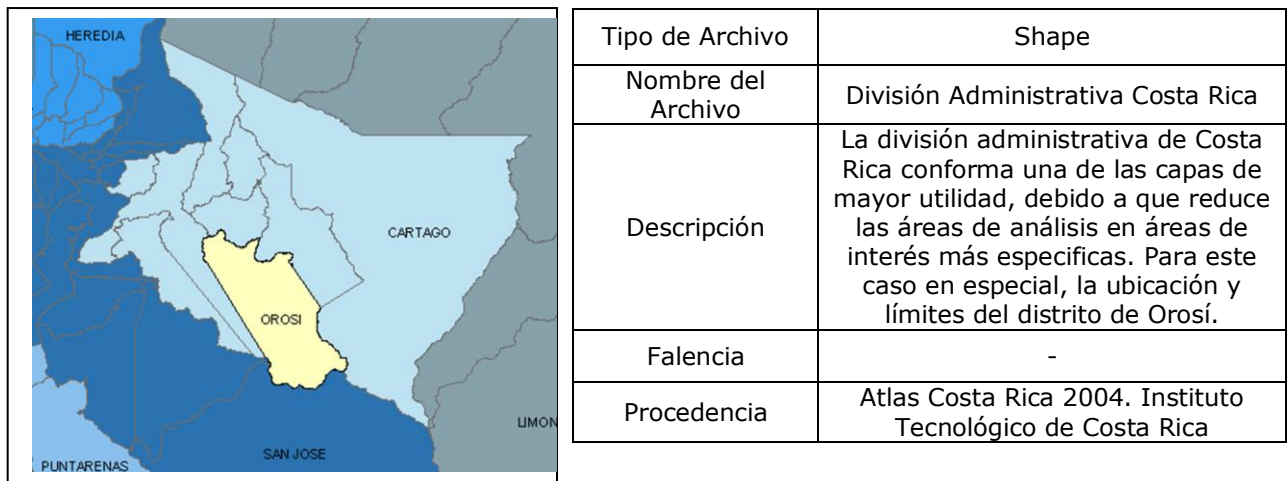 HEREDIA
CARTAGO
OROSI
LIMON
SAN JOSE
PUNTARENAS
Tipo de Archivo
Shape
Nombre del
Archivo
División Administrativa Costa Rica
Descripción
La división administrativa de Costa
Rica conforma una de las capas de
mayor utilidad, debido a que reduce
las áreas de análisis en áreas de
interés más especificas. Para este
caso en especial, la ubicación y
límites del distrito de Orosí.
Falencia
-
Procedencia
Atlas Costa Rica 2004. Instituto
Tecnológico de Costa Rica